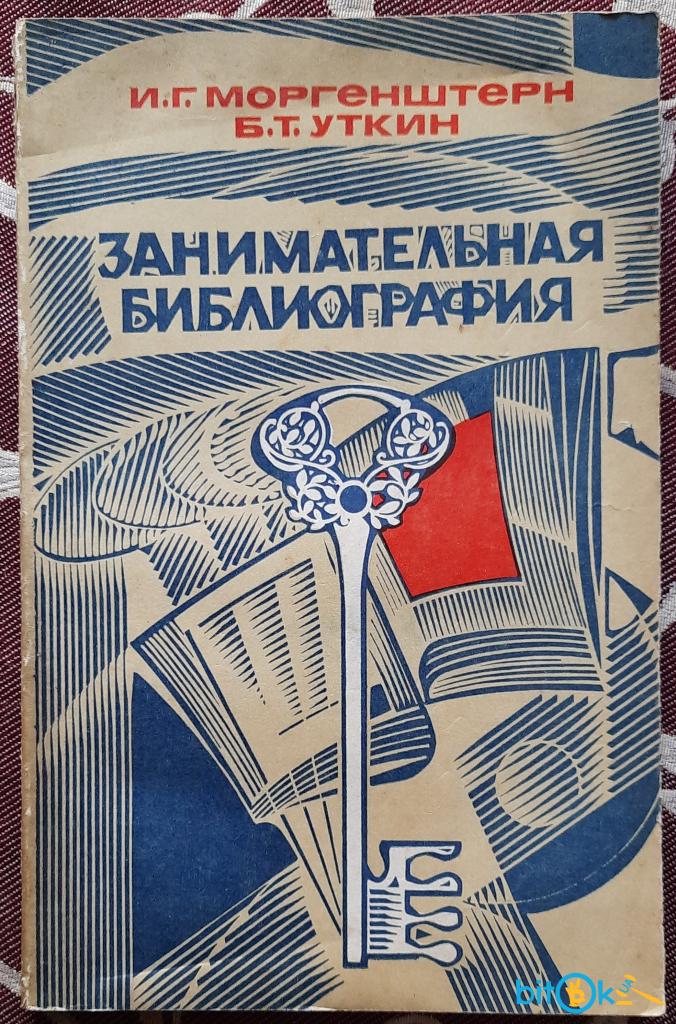 И.Г. МОРГЕНШТЕРН
Б.Т. УТКИН
ЗАНИМАТЕЛЬНАЯ
БИБЛИОГРАФИЯ
bitOk